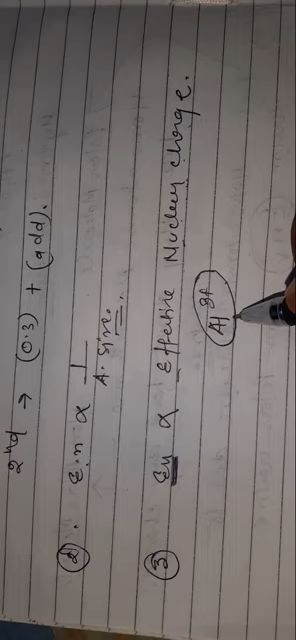 2nd → (0.3) + (add).
② . E.n ∝ 1
A. Size.
③ En ∝ Effective Nuclear charge.
Al 3+